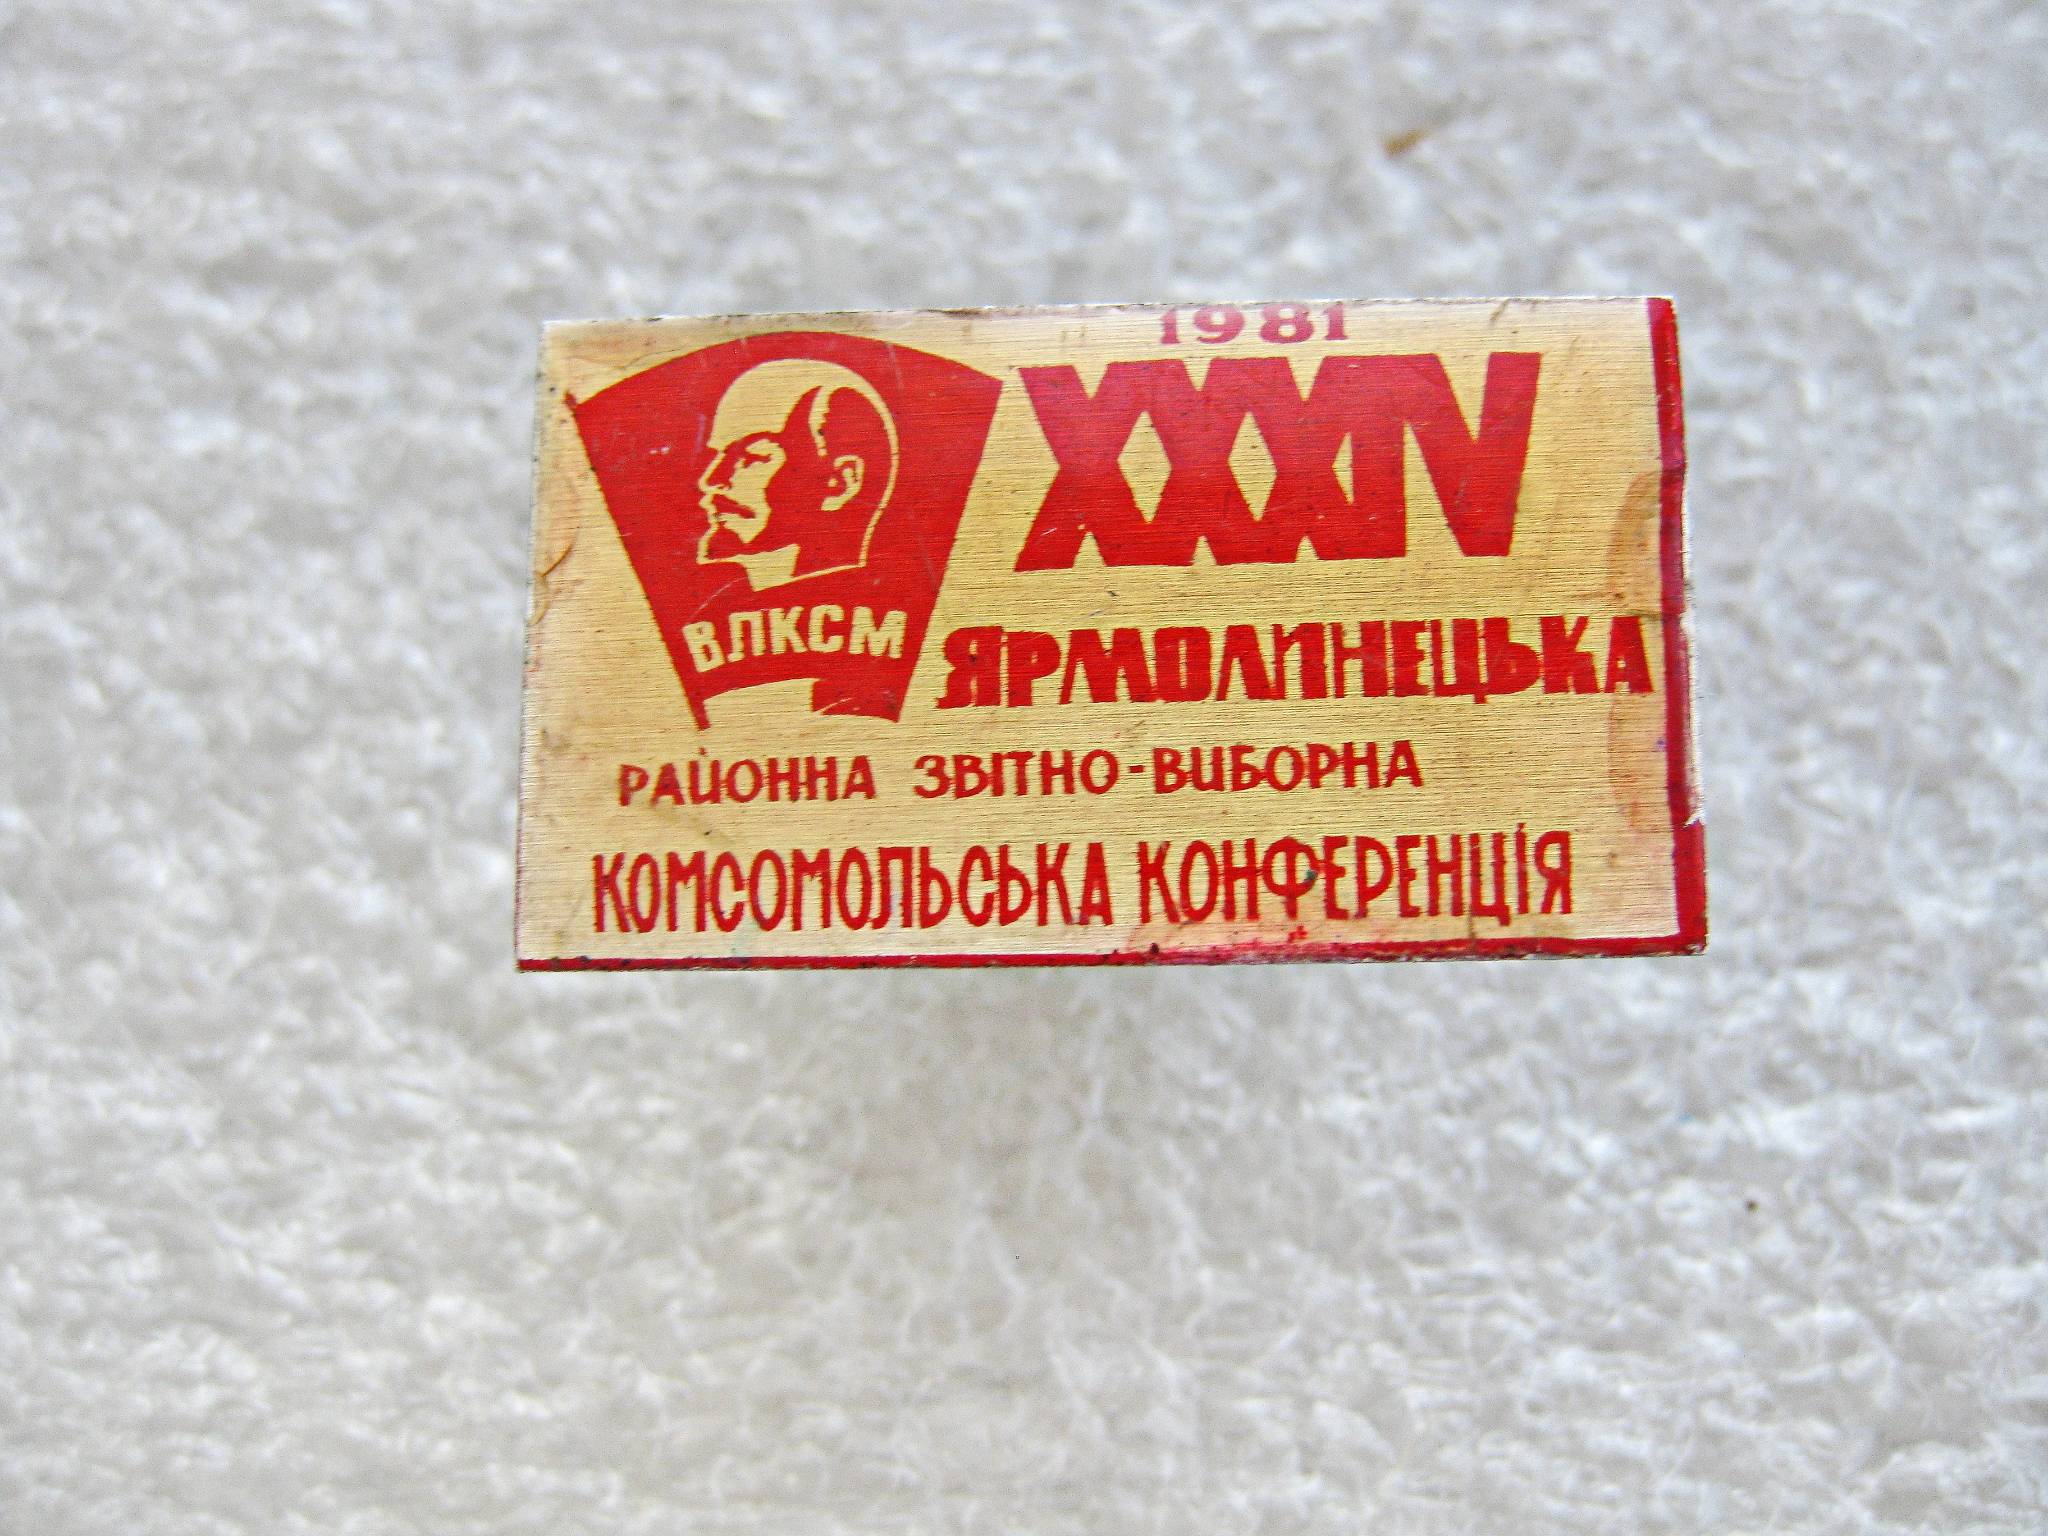 1981
XXXIV
ВЛКСМ
ЯРМОЛИНЕЦЬКА
РАЙОННА ЗВІТНО-ВИБОРНА
КОМСОМОЛЬСЬКА КОНФЕРЕНЦІЯ